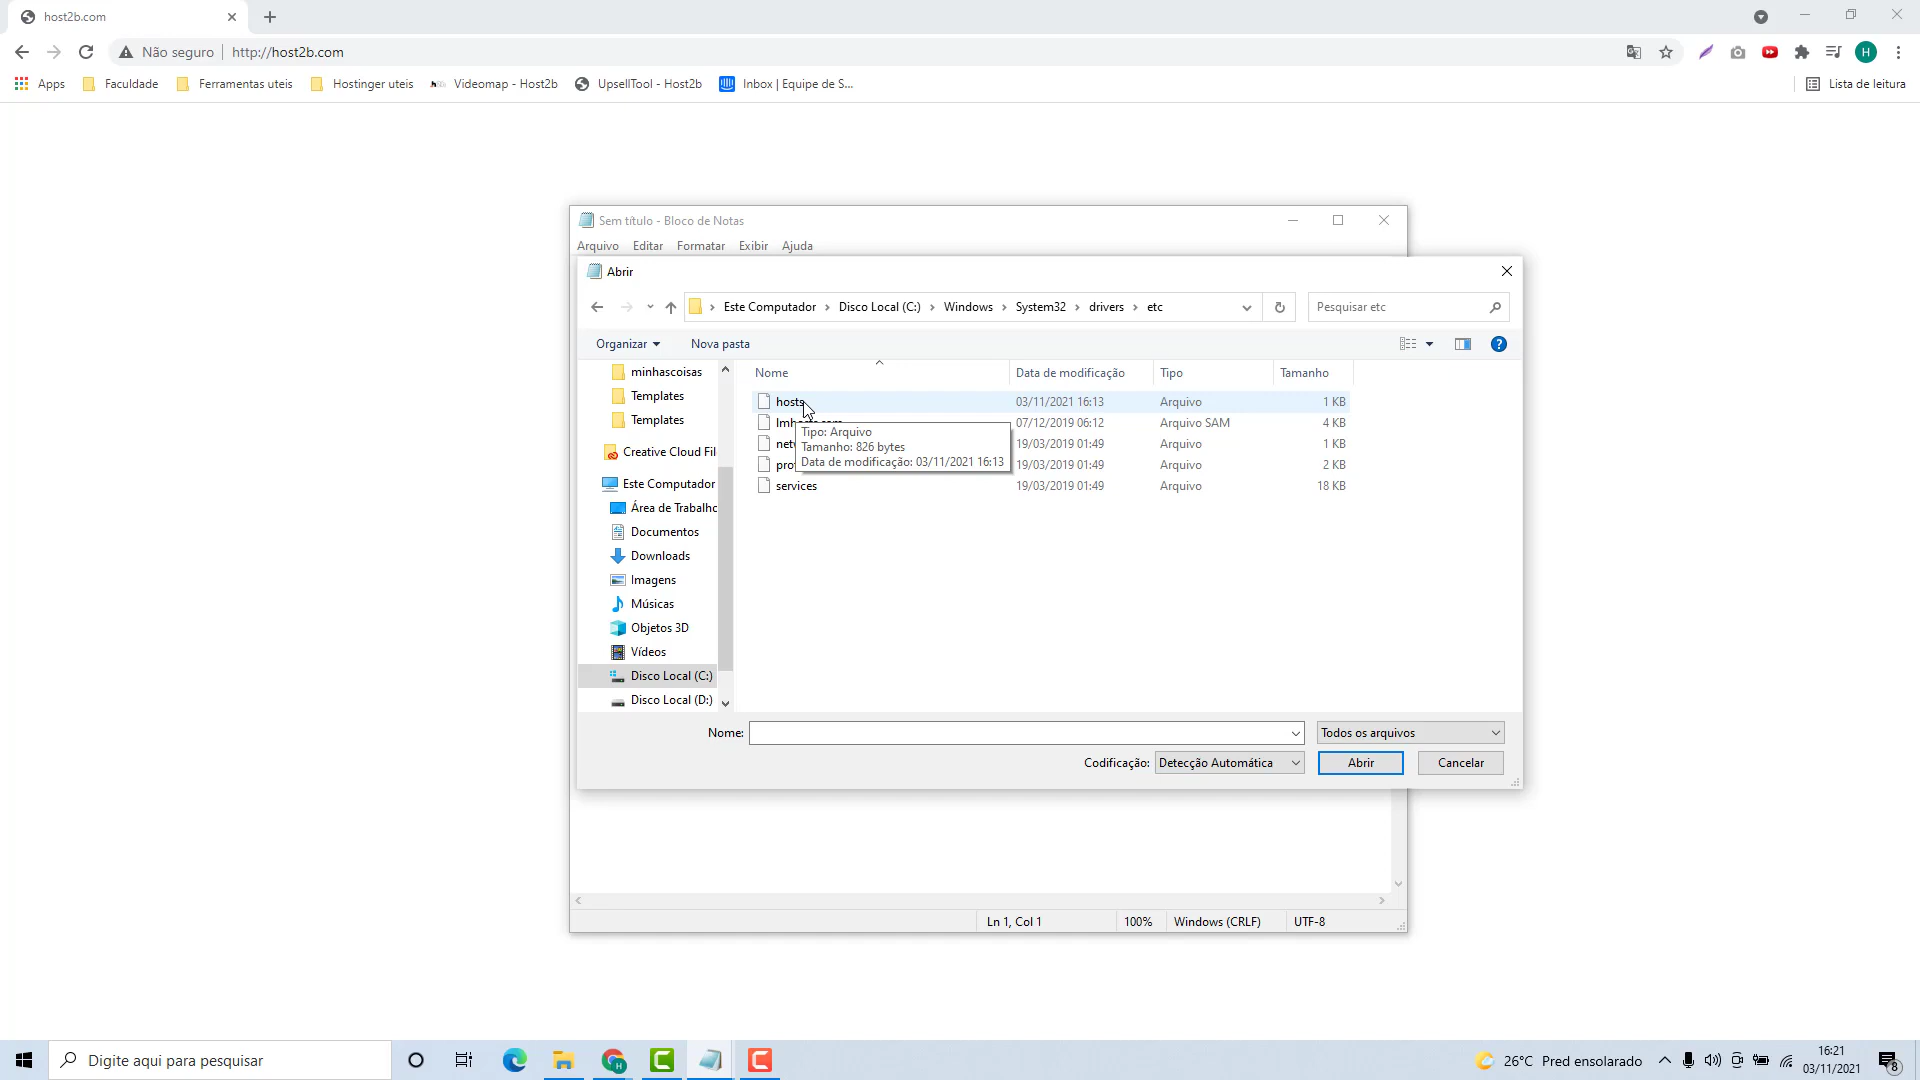 host2b.com
Não seguro
http://host2b.com
H
Apps
Faculdade
Ferramentas uteis
Hostinger uteis
Videomap - Host2b
UpsellTool - Host2b
Inbox | Equipe de S...
Lista de leitura
Sem título - Bloco de Notas
Arquivo Editar Formatar Exibir Ajuda
Abrir
Este Computador > Disco Local (C:) > Windows > System32 > drivers > etc
Pesquisar etc
Organizar
Nova pasta
minhascoisas
Templates
Templates
Creative Cloud Fil
Este Computador
Área de Trabalho
Documentos
Downloads
Imagens
Músicas
Objetos 3D
Vídeos
Disco Local (C:)
Disco Local (D:)
Nome Data de modificação Tipo Tamanho
hosts 03/11/2021 16:13 Arquivo 1 KB
07/12/2019 06:12 Arquivo SAM 4 KB
net 19/03/2019 01:49 Arquivo 1 KB
19/03/2019 01:49 Arquivo 2 KB
services 19/03/2019 01:49 Arquivo 18 KB
Tipo: Arquivo
Tamanho: 826 bytes
Data de modificação: 03/11/2021 16:13
Nome:
Todos os arquivos
Codificação: Detecção Automática
Abrir
Cancelar
Ln 1, Col 1
100%
Windows (CRLF)
UTF-8
Digite aqui para pesquisar
26°C Pred ensolarado
16:21
03/11/2021
8